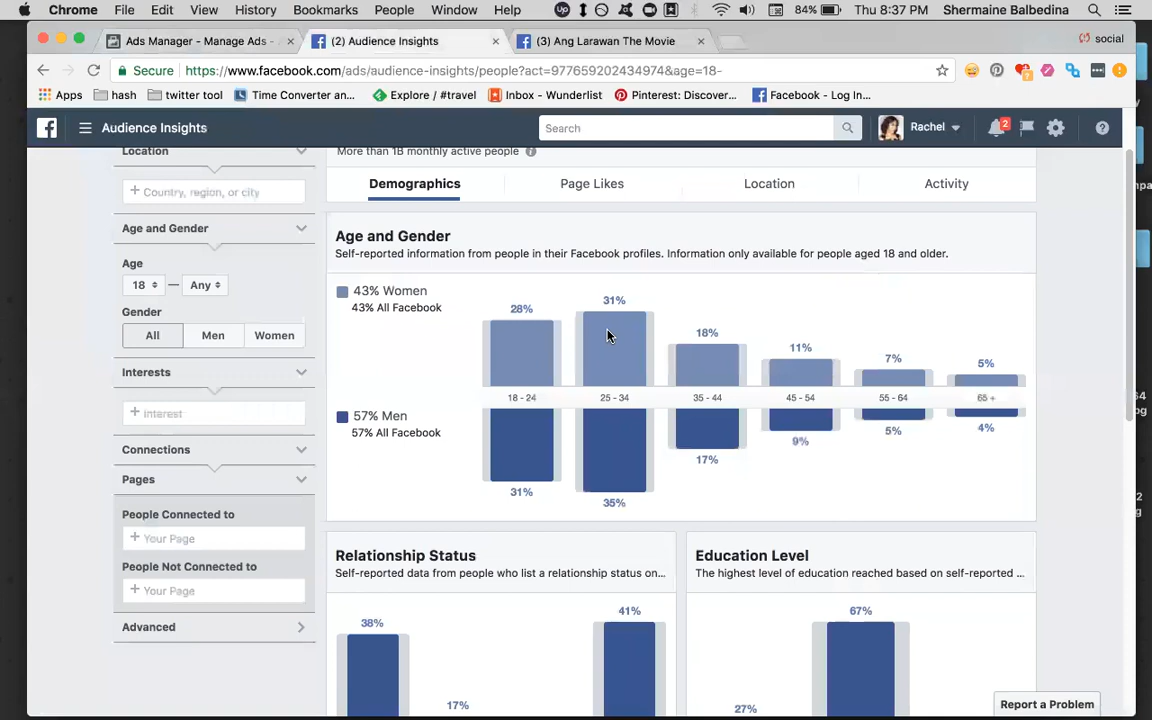 Chrome File Edit View History Bookmarks People Window Help 84% Thu 8:37 PM Shermaine Balbedina
Ads Manager - Manage Ads - (2) Audience Insights (3) Ang Larawan The Movie social
Secure https://www.facebook.com/ads/audience-insights/people?act=977659202434974&age=18-
Apps hash twitter tool Time Converter an... Explore / #travel Inbox - Wunderlist Pinterest: Discover... Facebook - Log In...
Audience Insights Search Rachel 2
Location More than 18 monthly active people
Country, region, or city Demographics Page Likes Location Activity
Age and Gender
Age
18 — Any
Gender
All Men Women
Interests
Interest
Connections
Pages
People Connected to
Your Page
People Not Connected to
Your Page
Advanced
Age and Gender
Self-reported information from people in their Facebook profiles. Information only available for people aged 18 and older.
43% Women
43% All Facebook
28% 31% 18% 11% 7% 5%
18 - 24 25 - 34 35 - 44 45 - 54 55 - 64 65 +
57% Men
57% All Facebook
31% 35% 17% 9% 5% 4%
Relationship Status
Self-reported data from people who list a relationship status on...
38% 17% 41%
Education Level
The highest level of education reached based on self-reported ...
27% 67%
Report a Problem